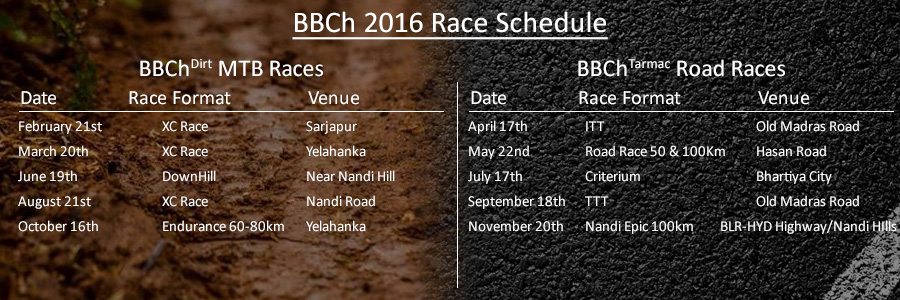 BBCh 2016 Race Schedule
BBChDirt MTB Races
Date Race Format Venue
February 21st XC Race Sarjapur
March 20th XC Race Yelahanka
June 19th DownHill Near Nandi Hill
August 21st XC Race Nandi Road
October 16th Endurance 60-80km Yelahanka
BBChTarmac Road Races
Date Race Format Venue
April 17th ITT Old Madras Road
May 22nd Road Race 50 & 100Km Hasan Road
July 17th Criterium Bhartiya City
September 18th TTT Old Madras Road
November 20th Nandi Epic 100km BLR-HYD Highway/Nandi HIlls